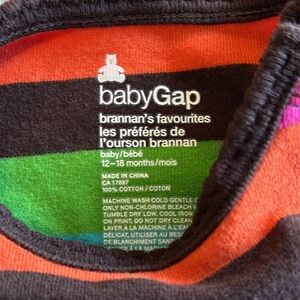 babyGap
brannan's favourites
les préférés de
l'ourson brannan
baby/bébé
12–18 months/mois
MADE IN CHINA
CA 17897
100% COTTON / COTON
MACHINE WASH COLD GENTLE C
ONLY NON-CHLORINE BLEACH W
TUMBLE DRY LOW, COOL IRON
ON PRINT, DO NOT DRY CLEAN
LAVER À LA MACHINE À L'EAU
DÉLICAT, UTILISER AU BES
DE BLANCHIMENT SANS